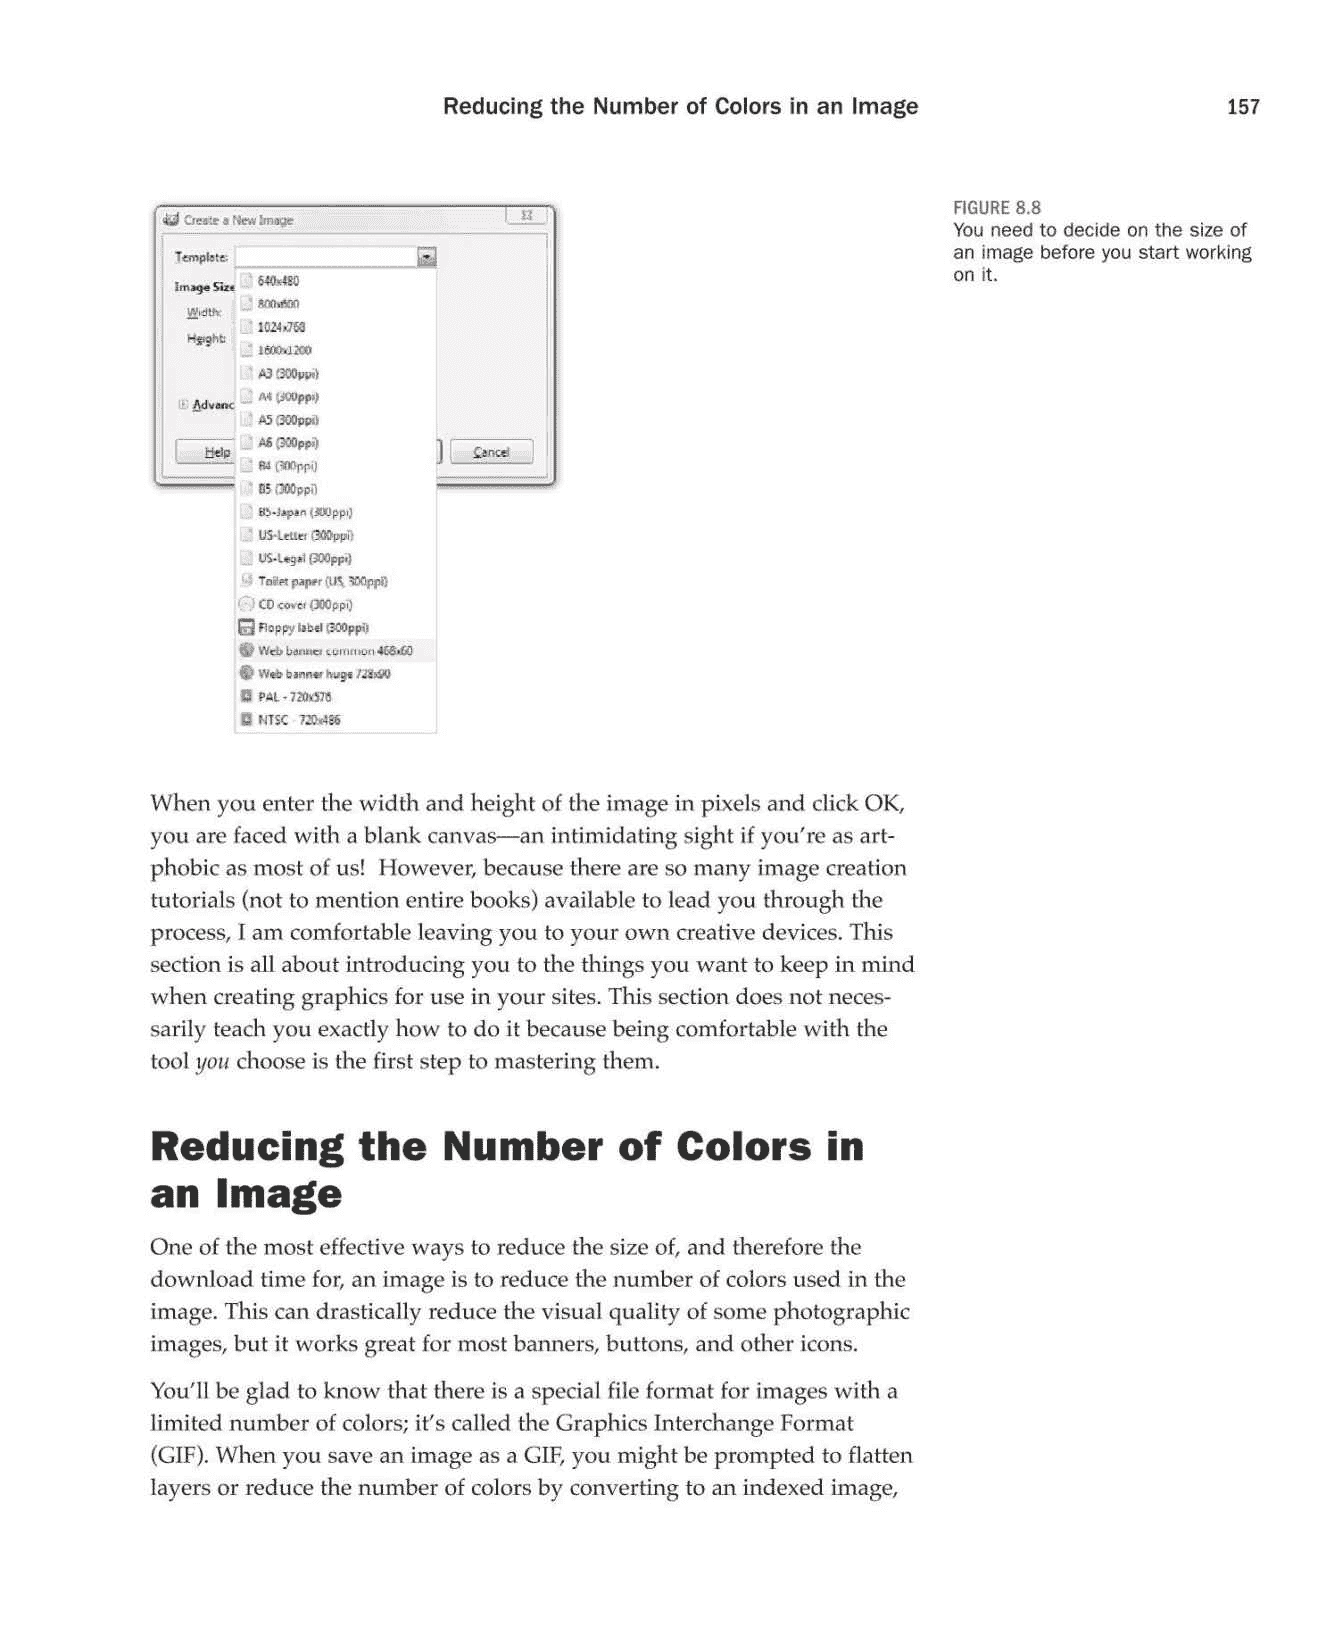 Reducing the Number of Colors in an Image
157
Create a New Image
Template:
640x480
800x600
1024x768
1600x1200
A3 (300ppi)
A4 (300ppi)
A5 (300ppi)
A6 (300ppi)
B4 (300ppi)
B5 (300ppi)
B5-Japan (300ppi)
US-Letter (300ppi)
US-Legal (300ppi)
Toilet paper (US, 300ppi)
CD cover (300ppi)
Floppy label (300ppi)
Web banner common 468x60
Web banner huge 728x90
PAL - 720x576
NTSC - 720x486
Image Size
Width:
Height:
Advanc
Help
Cancel
FIGURE 8.8
You need to decide on the size of
an image before you start working
on it.
When you enter the width and height of the image in pixels and click OK,
you are faced with a blank canvas—an intimidating sight if you're as art-
phobic as most of us!  However, because there are so many image creation
tutorials (not to mention entire books) available to lead you through the
process, I am comfortable leaving you to your own creative devices. This
section is all about introducing you to the things you want to keep in mind
when creating graphics for use in your sites. This section does not neces-
sarily teach you exactly how to do it because being comfortable with the
tool you choose is the first step to mastering them.
Reducing the Number of Colors in
an Image
One of the most effective ways to reduce the size of, and therefore the
download time for, an image is to reduce the number of colors used in the
image. This can drastically reduce the visual quality of some photographic
images, but it works great for most banners, buttons, and other icons.
You'll be glad to know that there is a special file format for images with a
limited number of colors; it's called the Graphics Interchange Format
(GIF). When you save an image as a GIF, you might be prompted to flatten
layers or reduce the number of colors by converting to an indexed image,